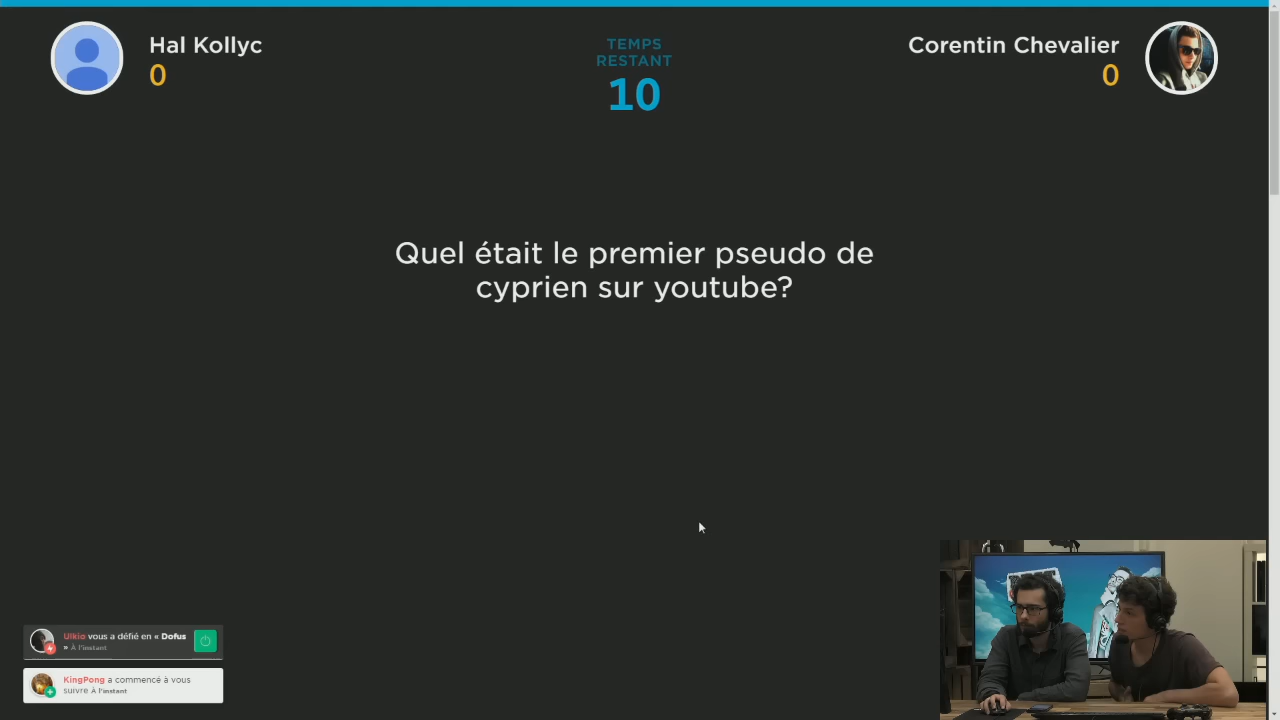 Hal Kollyc
0
TEMPS
RESTANT
10
Corentin Chevalier
0
Quel était le premier pseudo de
cyprien sur youtube?
Ulkio vous a défié en « Dofus
» À l'instant
KingPong a commencé à vous
suivre À l'instant